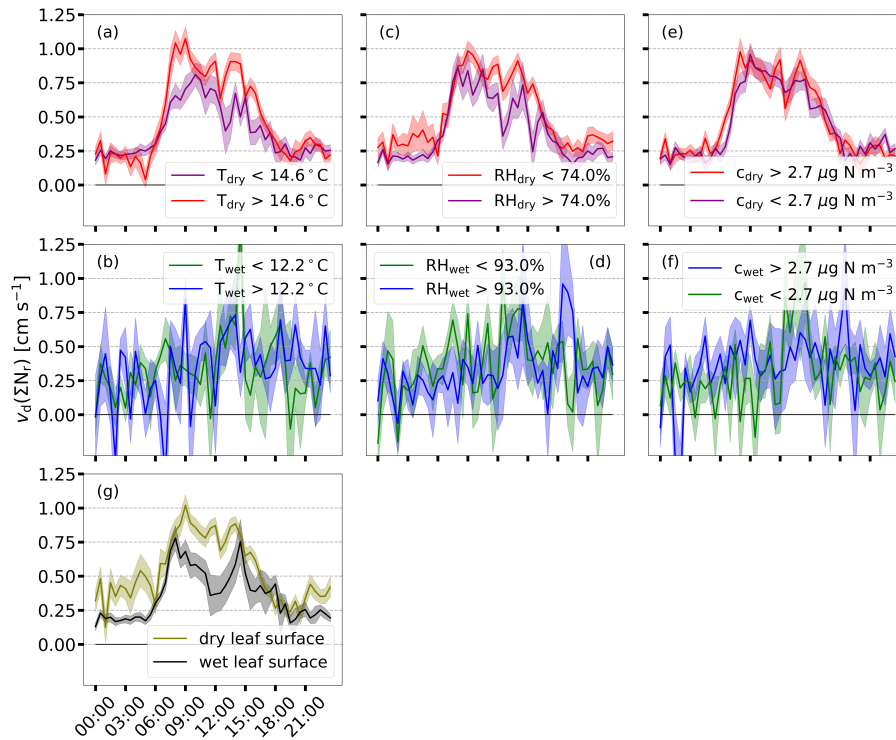 1.25
1.00
0.75
0.50
0.25
0.00
(a)
T_dry < 14.6°C
T_dry > 14.6°C
(c)
RH_dry < 74.0%
RH_dry > 74.0%
(e)
c_dry > 2.7 μg N m⁻³
c_dry < 2.7 μg N m⁻³
v_d(ΣN_r) [cm s⁻¹]
1.25
1.00
0.75
0.50
0.25
0.00
(b)
T_wet < 12.2°C
T_wet > 12.2°C
(d)
RH_wet < 93.0%
RH_wet > 93.0%
(f)
c_wet > 2.7 μg N m⁻³
c_wet < 2.7 μg N m⁻³
1.25
1.00
0.75
0.50
0.25
0.00
(g)
dry leaf surface
wet leaf surface
00:00
03:00
06:00
09:00
12:00
15:00
18:00
21:00